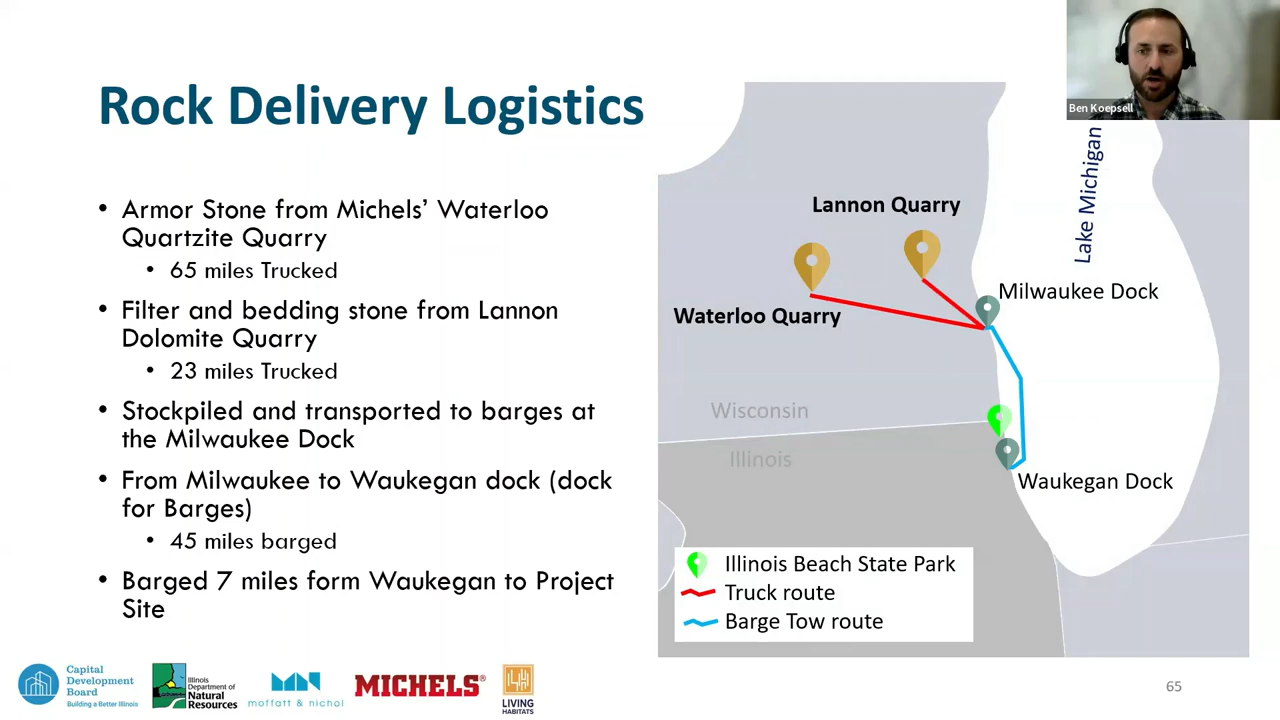 Ben Koepsell
Rock Delivery Logistics
• Armor Stone from Michels’ Waterloo
Quartzite Quarry
• 65 miles Trucked
• Filter and bedding stone from Lannon
Dolomite Quarry
• 23 miles Trucked
• Stockpiled and transported to barges at
the Milwaukee Dock
• From Milwaukee to Waukegan dock (dock
for Barges)
• 45 miles barged
• Barged 7 miles form Waukegan to Project
Site
Lake Michigan
Lannon Quarry
Milwaukee Dock
Waterloo Quarry
Wisconsin
Illinois
Waukegan Dock
Illinois Beach State Park
Truck route
Barge Tow route
Capital
Development
Board
Building a Better Illinois
Illinois
Department of
Natural
Resources
moffatt & nichol
MICHELS®
LIVING
HABITATS
65